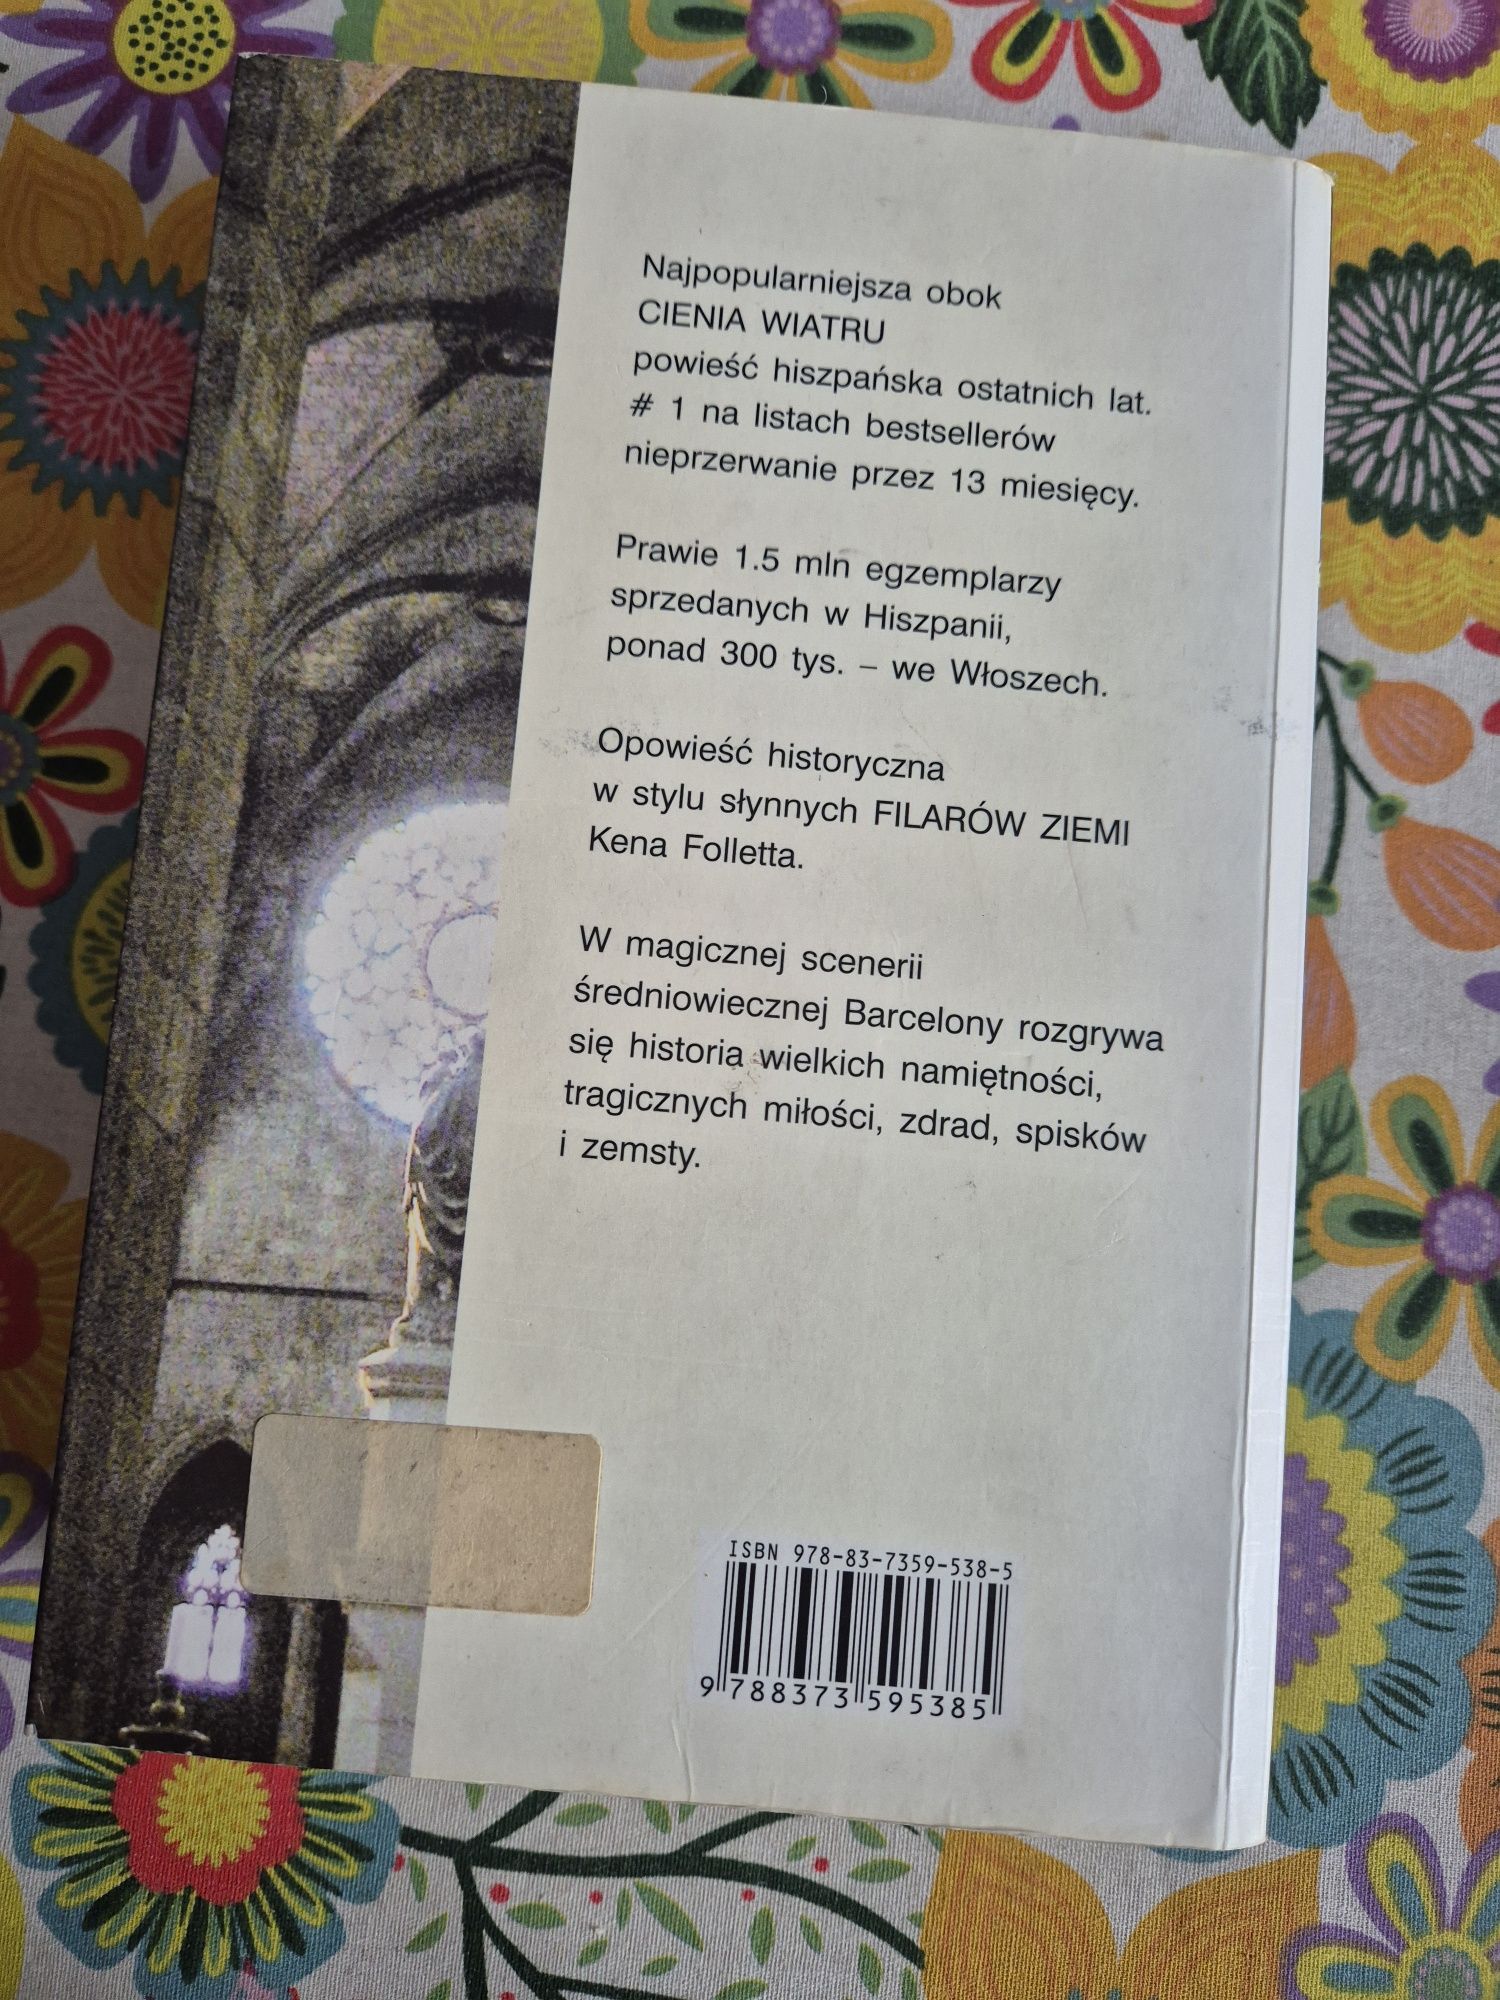 Najpopularniejsza obok
CIENIA WIATRU
powieść hiszpańska ostatnich lat.
# 1 na listach bestsellerów
nieprzerwanie przez 13 miesięcy.
Prawie 1.5 mln egzemplarzy
sprzedanych w Hiszpanii,
ponad 300 tys. – we Włoszech.
Opowieść historyczna
w stylu słynnych FILARÓW ZIEMI
Kena Folletta.
W magicznej scenerii
średniowiecznej Barcelony rozgrywa
się historia wielkich namiętności,
tragicznych miłości, zdrad, spisków
i zemsty.
ISBN 978-83-7359-538-5
9 788373 595385